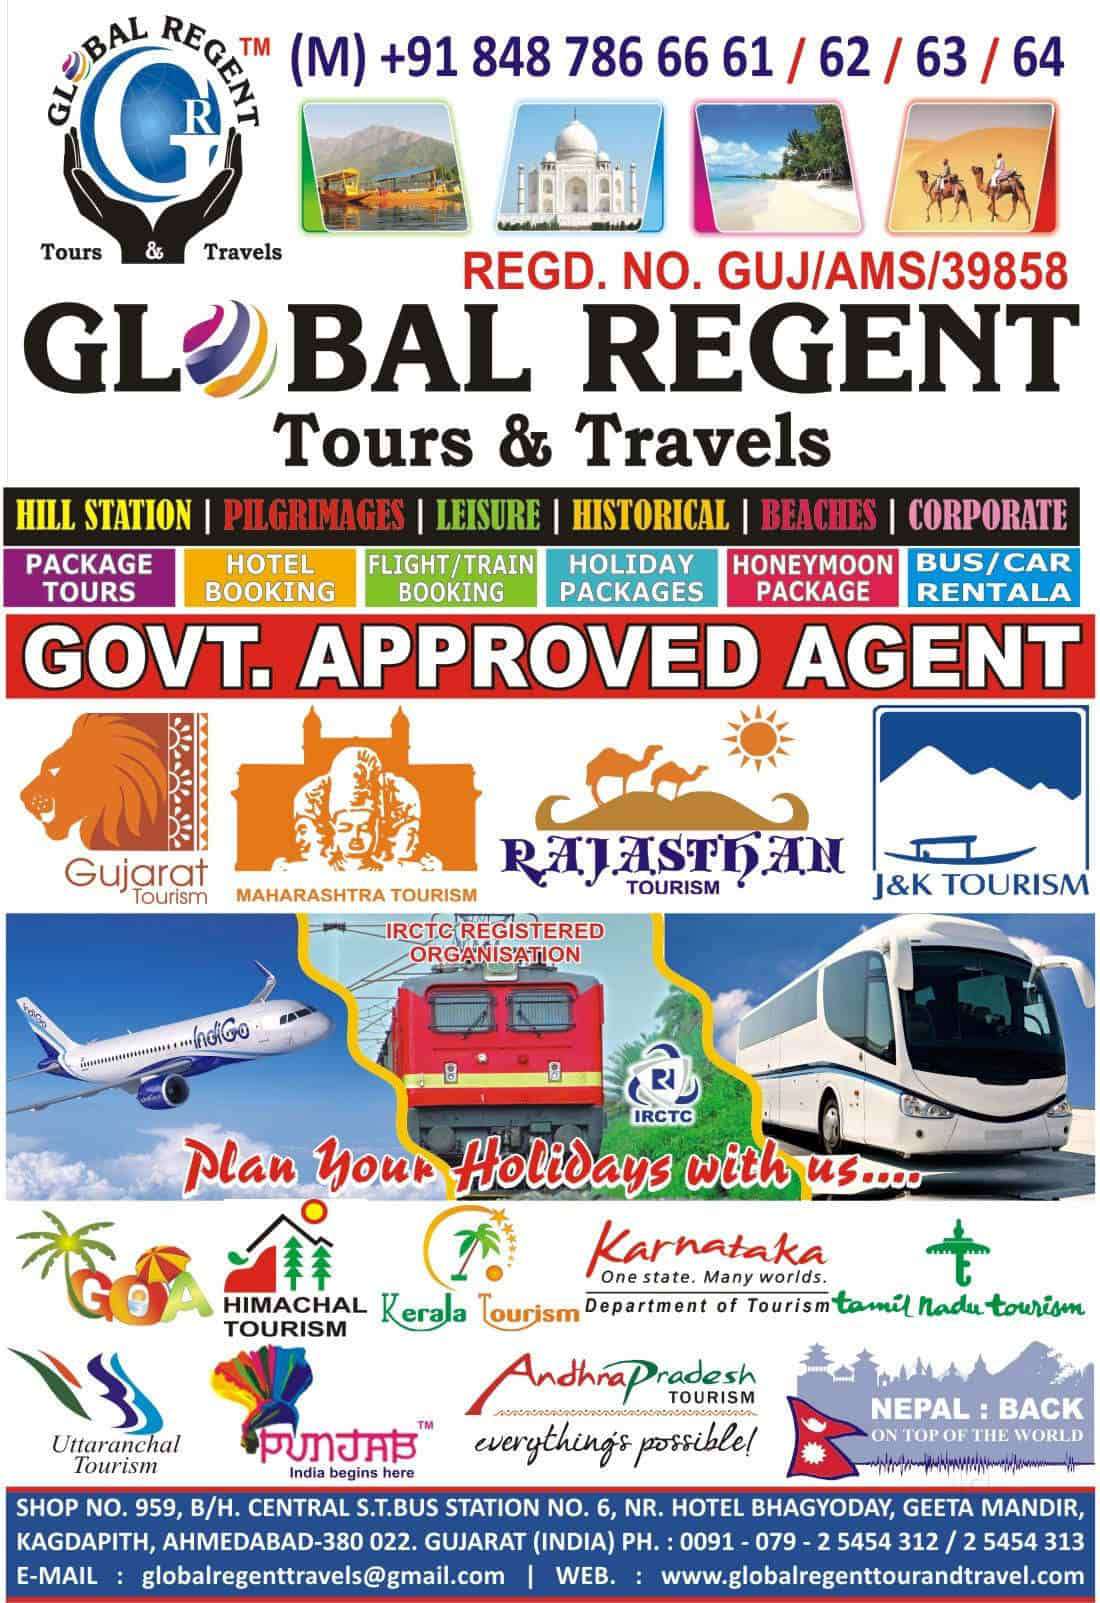 GLOBAL REGENT TM
GR
Tours & Travels
(M) +91 848 786 66 61 / 62 / 63 / 64
REGD. NO. GUJ/AMS/39858
GLOBAL REGENT
Tours & Travels
HILL STATION | PILGRIMAGES | LEISURE | HISTORICAL | BEACHES | CORPORATE
PACKAGE
TOURS
HOTEL
BOOKING
FLIGHT/TRAIN
BOOKING
HOLIDAY
PACKAGES
HONEYMOON
PACKAGE
BUS/CAR
RENTALA
GOVT. APPROVED AGENT
Gujarat
Tourism
MAHARASHTRA TOURISM
RAJASTHAN
TOURISM
J&K TOURISM
IRCTC REGISTERED
ORGANISATION
IndiGo
IndiGo
IRCTC
Plan Your Holidays with us....
GOA
HIMACHAL
TOURISM
Kerala Tourism
Karnataka
One state. Many worlds.
Department of Tourism
tamil nadu tourism
Uttaranchal
Tourism
PUNJAB TM
India begins here
Andhra Pradesh
TOURISM
everything's possible!
NEPAL : BACK
ON TOP OF THE WORLD
SHOP NO. 959, B/H. CENTRAL S.T.BUS STATION NO. 6, NR. HOTEL BHAGYODAY, GEETA MANDIR,
KAGDAPITH, AHMEDABAD-380 022. GUJARAT (INDIA) PH. : 0091 - 079 - 2 5454 312 / 2 5454 313
E-MAIL : globalregenttravels@gmail.com | WEB. : www.globalregenttourandtravel.com